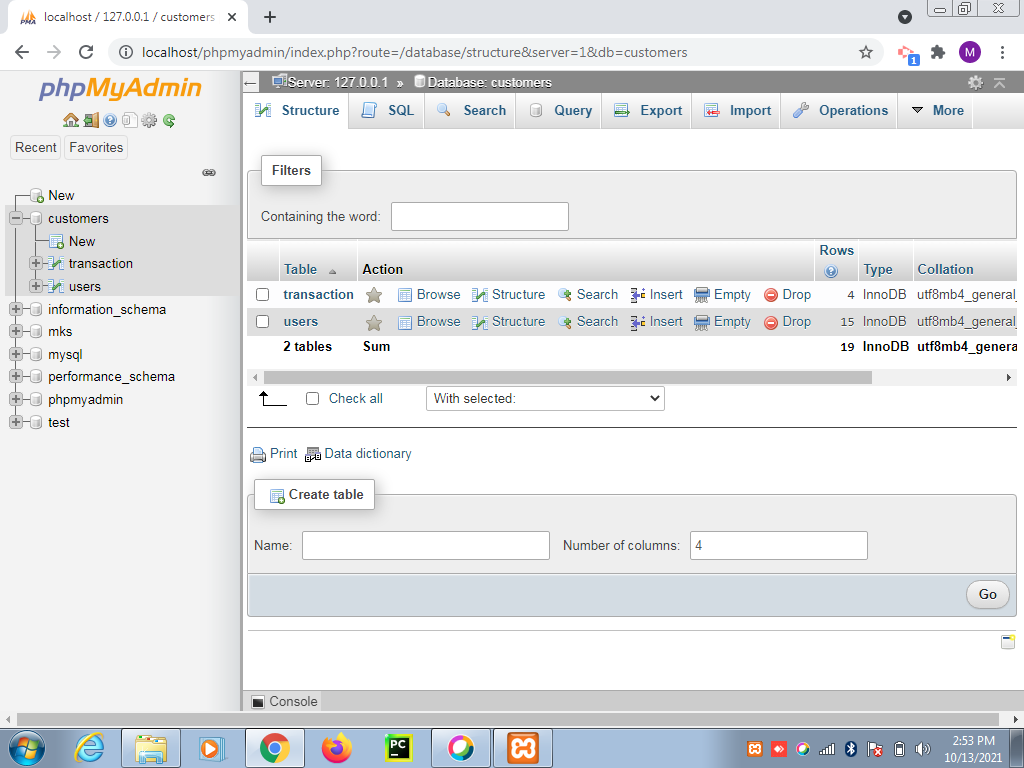 localhost / 127.0.0.1 / customers
localhost/phpmyadmin/index.php?route=/database/structure&server=1&db=customers
1
M
phpMyAdmin
Recent Favorites
New
customers
New
transaction
users
information_schema
mks
mysql
performance_schema
phpmyadmin
test
Server: 127.0.0.1 » Database: customers
Structure SQL Search Query Export Import Operations More
Filters
Containing the word:
Table Action Rows Type Collation
transaction Browse Structure Search Insert Empty Drop 4 InnoDB utf8mb4_general_
users Browse Structure Search Insert Empty Drop 15 InnoDB utf8mb4_general_
2 tables Sum 19 InnoDB utf8mb4_genera
Check all With selected:
Print Data dictionary
Create table
Name: Number of columns: 4
Go
Console
PC
2:53 PM
10/13/2021